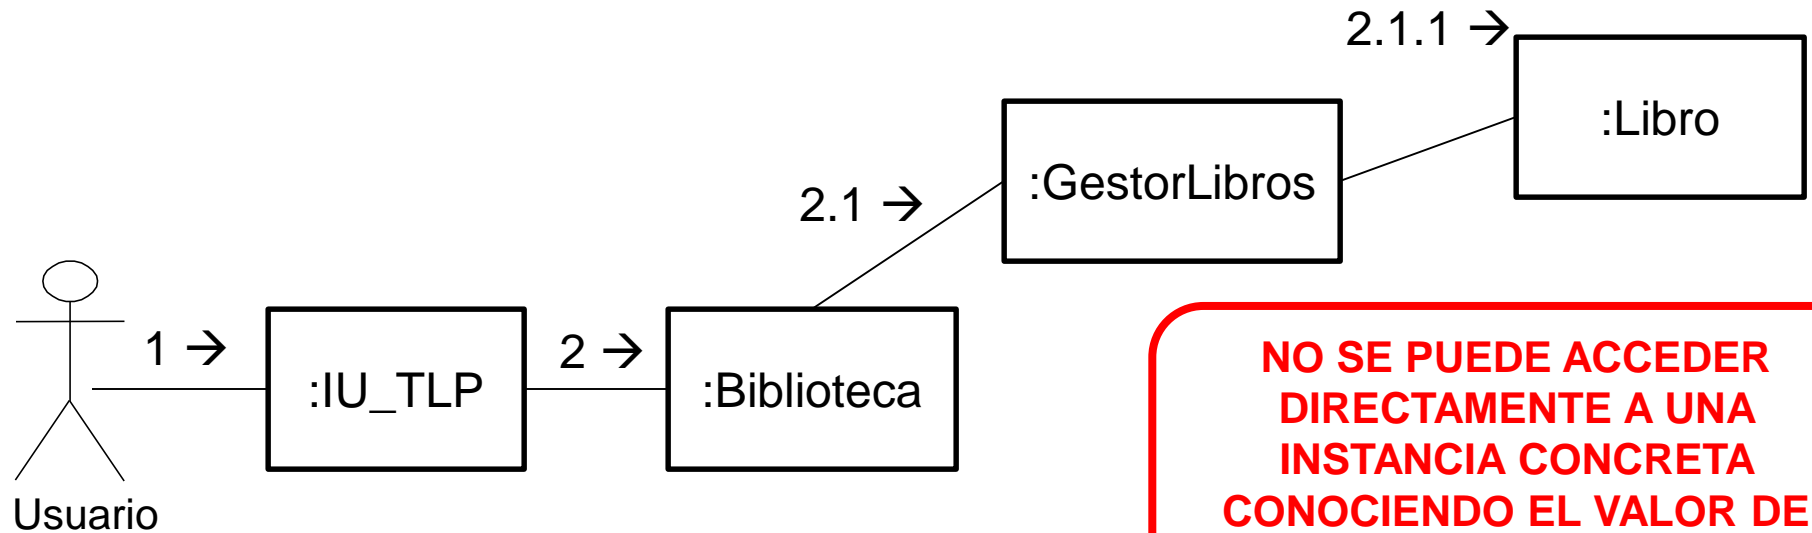 2.1.1 →
:Libro
:GestorLibros
2.1 →
1 →
:IU_TLP
2 →
:Biblioteca
Usuario
NO SE PUEDE ACCEDER
DIRECTAMENTE A UNA
INSTANCIA CONCRETA
CONOCIENDO EL VALOR DE